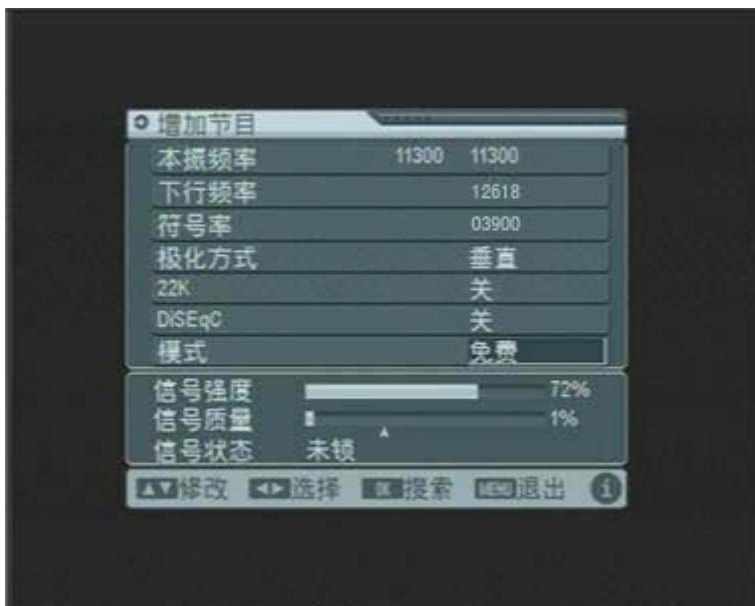 增加节目
本振频率 11300 11300
下行频率 12618
符号率 03900
极化方式 垂直
22K 关
DiSEqC 关
模式 免费
信号强度 72%
信号质量 1%
信号状态 未锁
修改 选择 OK 搜索 MENU 退出 i